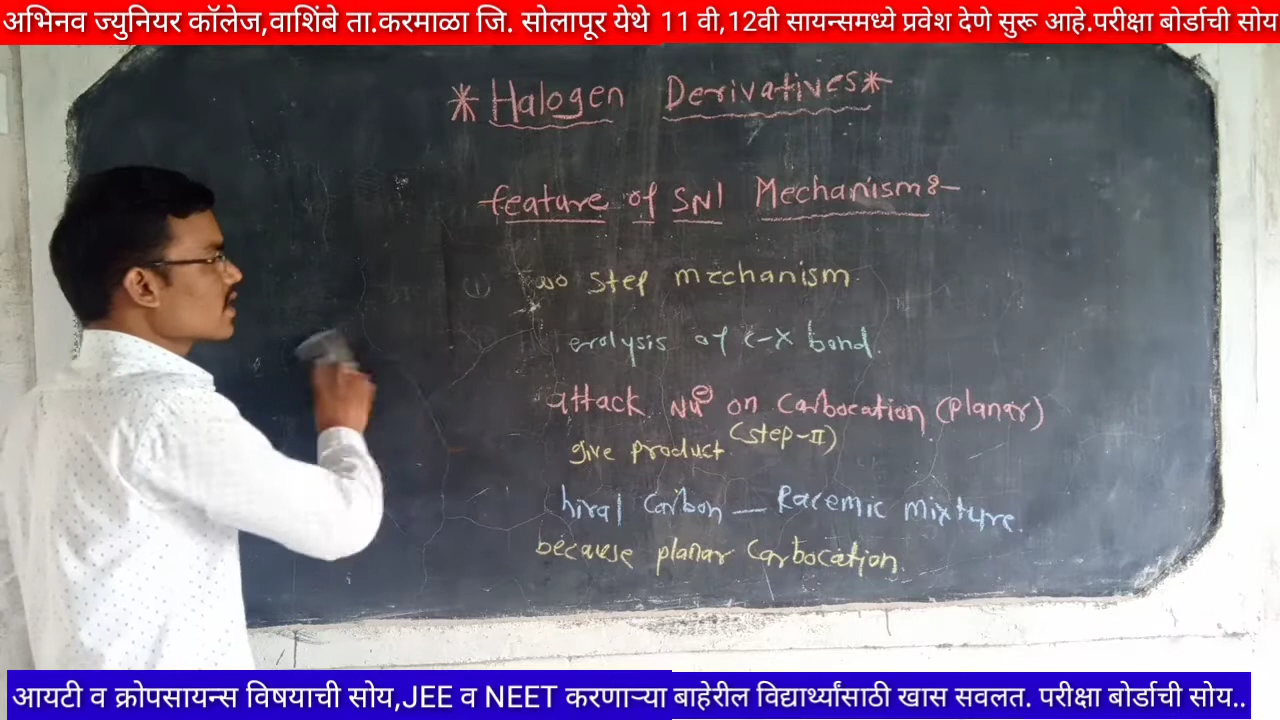 अभिनव ज्युनियर कॉलेज,वाशिंबे ता.करमाळा जि. सोलापूर येथे 11 वी,12वी सायन्समध्ये प्रवेश देणे सुरू आहे.परीक्षा बोर्डाची सोय
* Halogen Derivatives *
feature of SN1 Mechanism :-
(1) Two step mechanism
erolysis of C-X bond.
attack Nu⊖ on Carbocation (Planar)
give product (step-II)
hiral Carbon — Racemic mixture.
because planar Carbocation.
आयटी व क्रोपसायन्स विषयाची सोय,JEE व NEET करणाऱ्या बाहेरील विद्यार्थ्यांसाठी खास सवलत. परीक्षा बोर्डाची सोय..